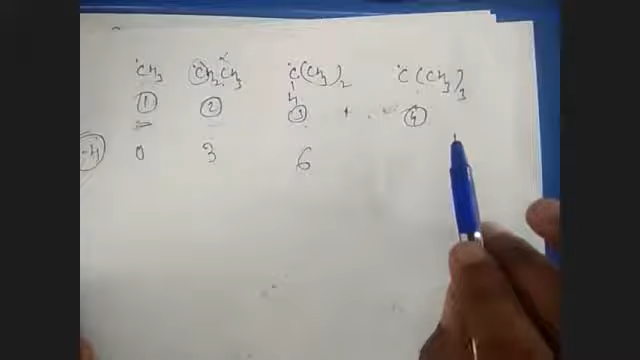 ĊH₃ ĊH₂CH₃ Ċ(CH₃)₂ Ċ(CH₃)₃
α
H
① ② ③ ④
-H 0 3 6